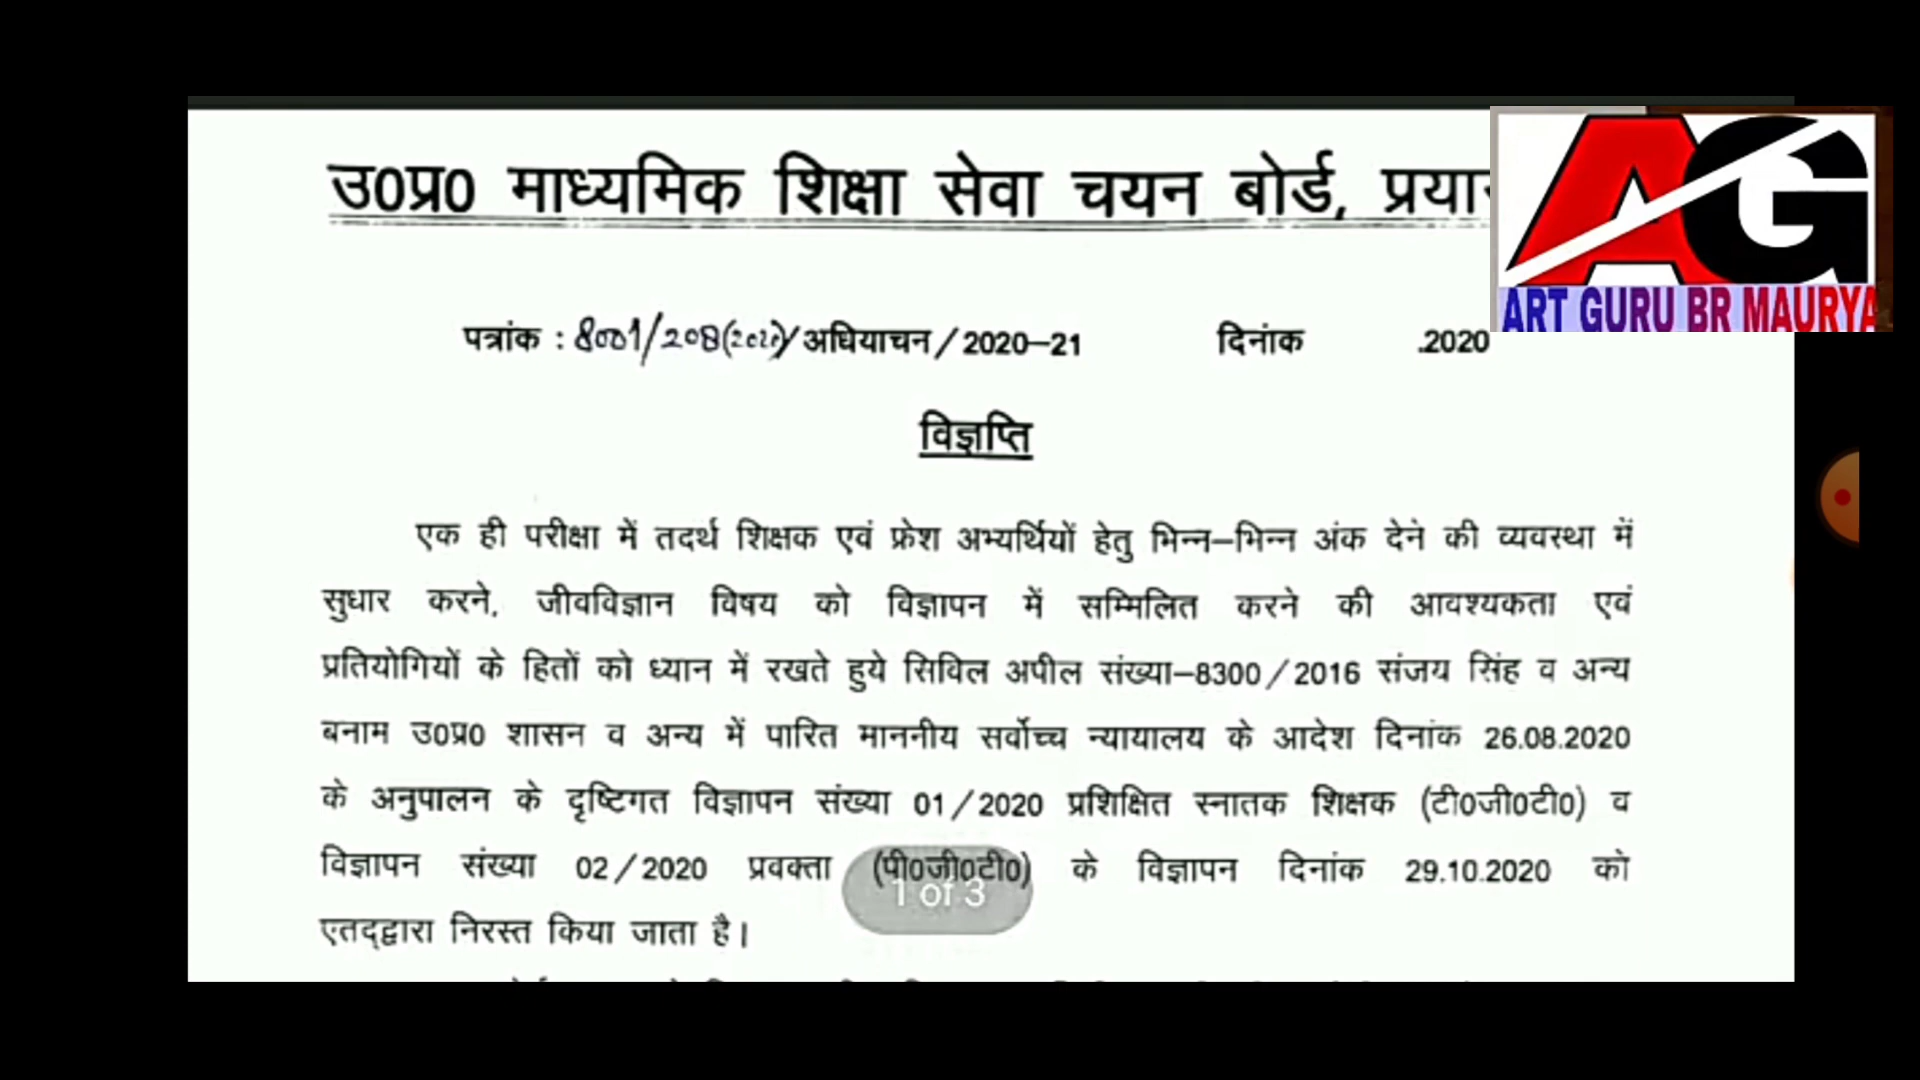 उ0प्र0 माध्यमिक शिक्षा सेवा चयन बोर्ड,
ART GURU BR MAURYA
पत्रांक : 8001/208(2020)/अधियाचन/2020–21 दिनांक .2020
विज्ञप्ति
एक ही परीक्षा में तदर्थ शिक्षक एवं फ्रेश अभ्यर्थियों हेतु भिन्न–भिन्न अंक देने की व्यवस्था में
सुधार करने, जीवविज्ञान विषय को विज्ञापन में सम्मिलित करने की आवश्यकता एवं
प्रतियोगियों के हितों को ध्यान में रखते हुये सिविल अपील संख्या–8300/2016 संजय सिंह व अन्य
बनाम उ0प्र0 शासन व अन्य में पारित माननीय सर्वोच्च न्यायालय के आदेश दिनांक 26.08.2020
के अनुपालन के दृष्टिगत विज्ञापन संख्या 01/2020 प्रशिक्षित स्नातक शिक्षक (टी0जी0टी0) व
विज्ञापन संख्या 02/2020 प्रवक्ता (पी0जी0टी0) के विज्ञापन दिनांक 29.10.2020 को
1 of 3
एतद्द्वारा निरस्त किया जाता है।